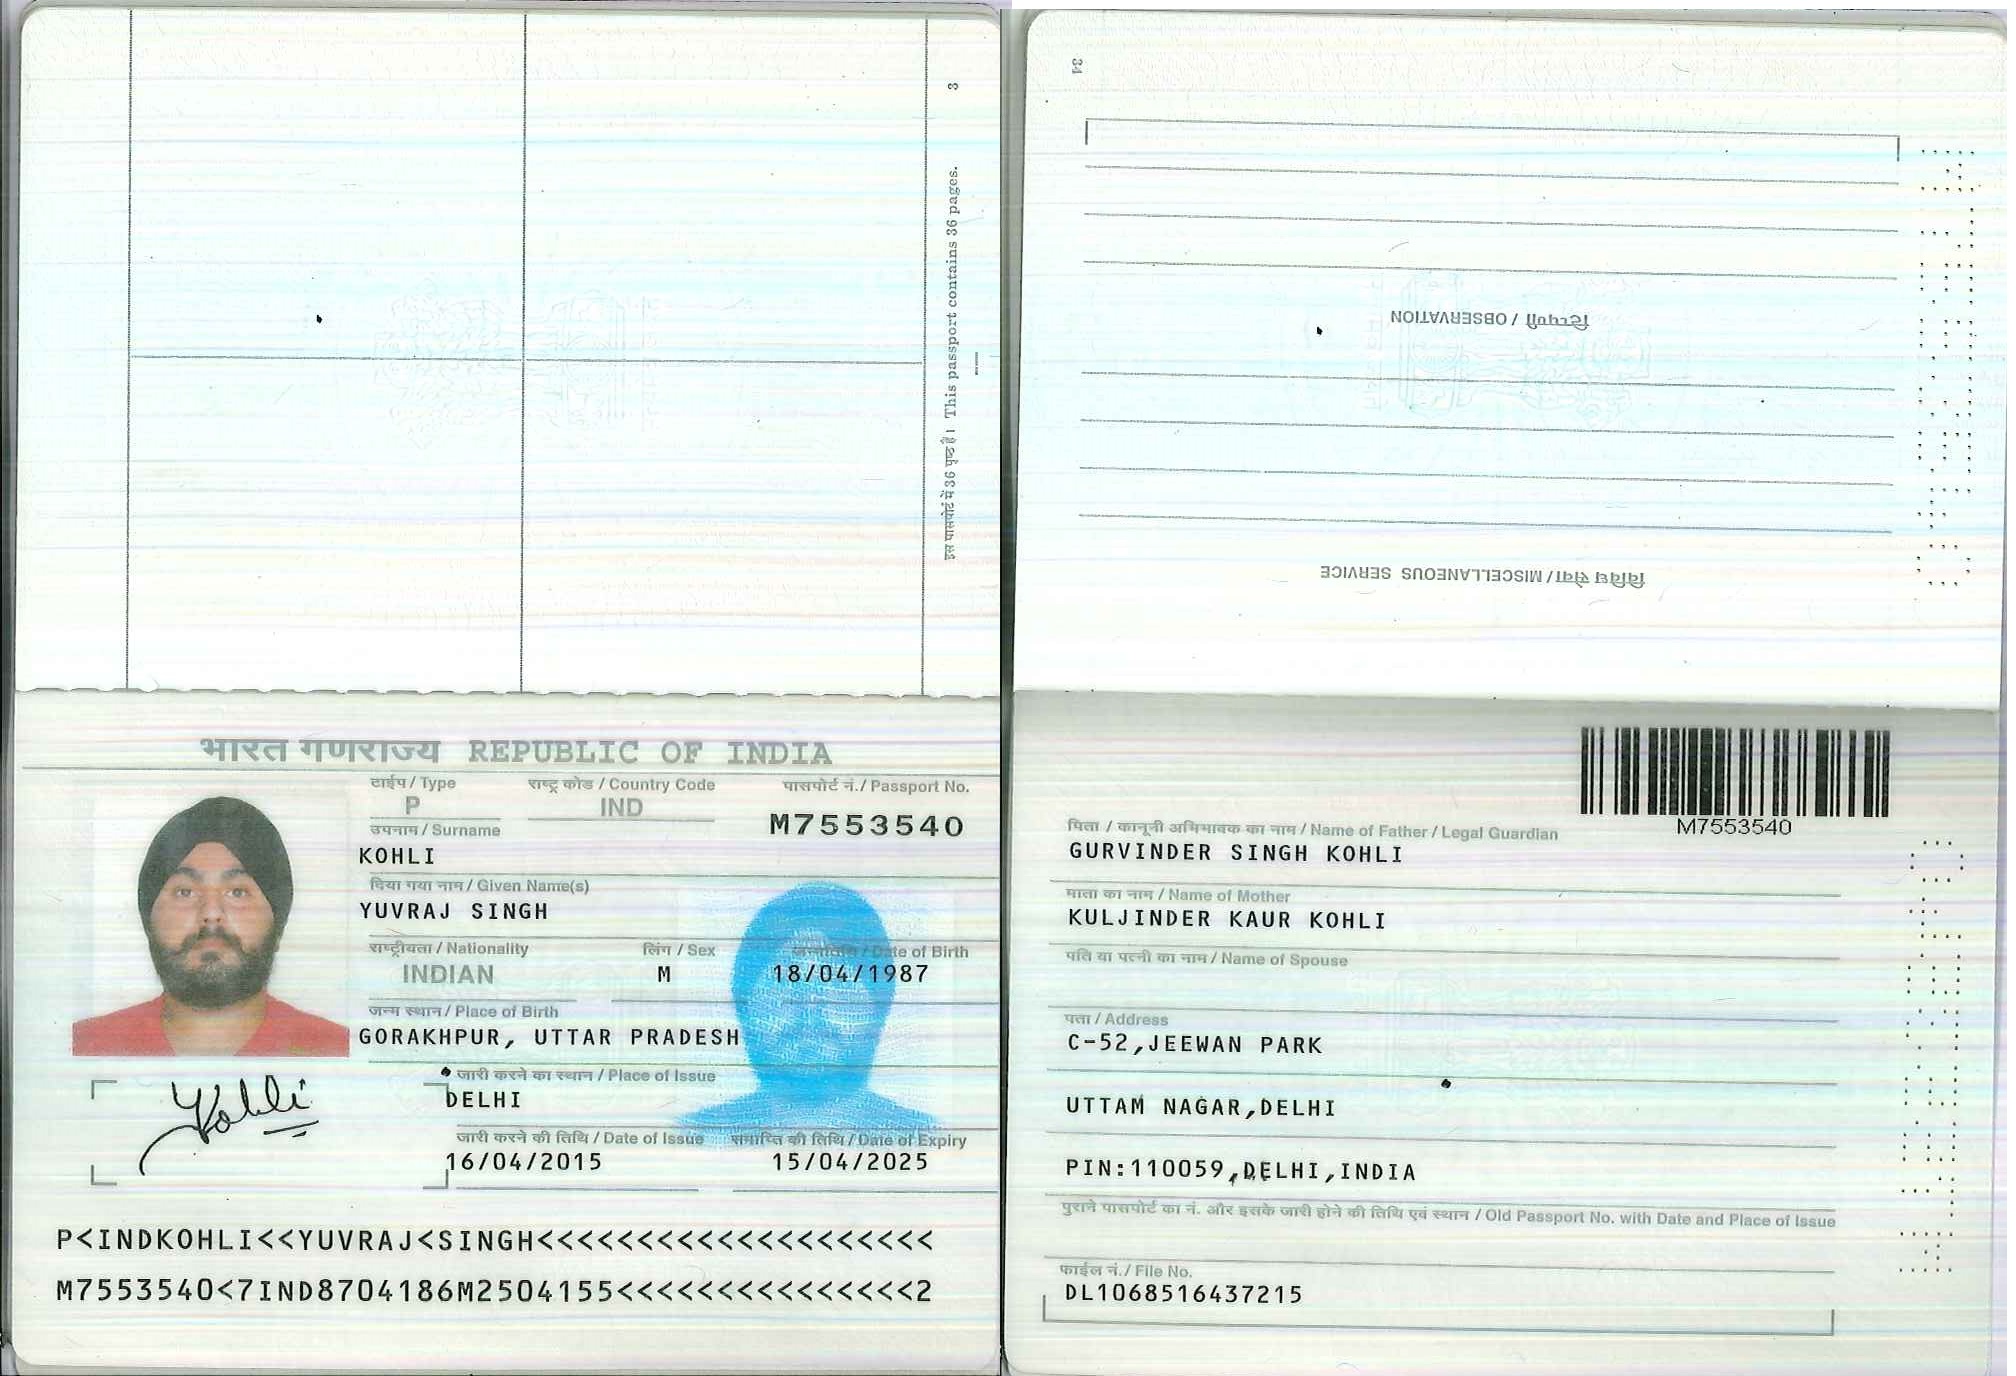 3
इस पासपोर्ट में 36 पृष्ठ हैं। This passport contains 36 pages.
भारत गणराज्य REPUBLIC OF INDIA
टाईप / Type राष्ट्र कोड / Country Code पासपोर्ट नं. / Passport No.
P IND M7553540
उपनाम / Surname
KOHLI
दिया गया नाम / Given Name(s)
YUVRAJ SINGH
राष्ट्रीयता / Nationality लिंग / Sex जन्मतिथि / Date of Birth
INDIAN M 18/04/1987
जन्म स्थान / Place of Birth
GORAKHPUR, UTTAR PRADESH
जारी करने का स्थान / Place of Issue
DELHI
Kohli
जारी करने की तिथि / Date of Issue समाप्ति की तिथि / Date of Expiry
16/04/2015 15/04/2025
P<INDKOHLI<<YUVRAJ<SINGH<<<<<<<<<<<<<<<<<<<<
M7553540<7IND8704186M2504155<<<<<<<<<<<<<<<2
34
टिप्पणी / OBSERVATION
विविध सेवा / MISCELLANEOUS SERVICE
M7553540
पिता / कानूनी अभिभावक का नाम / Name of Father / Legal Guardian
GURVINDER SINGH KOHLI
माता का नाम / Name of Mother
KULJINDER KAUR KOHLI
पति या पत्नी का नाम / Name of Spouse
पता / Address
C-52,JEEWAN PARK
UTTAM NAGAR,DELHI
PIN:110059,DELHI,INDIA
पुराने पासपोर्ट का नं. और इसके जारी होने की तिथि एवं स्थान / Old Passport No. with Date and Place of Issue
फाईल नं. / File No.
DL1068516437215